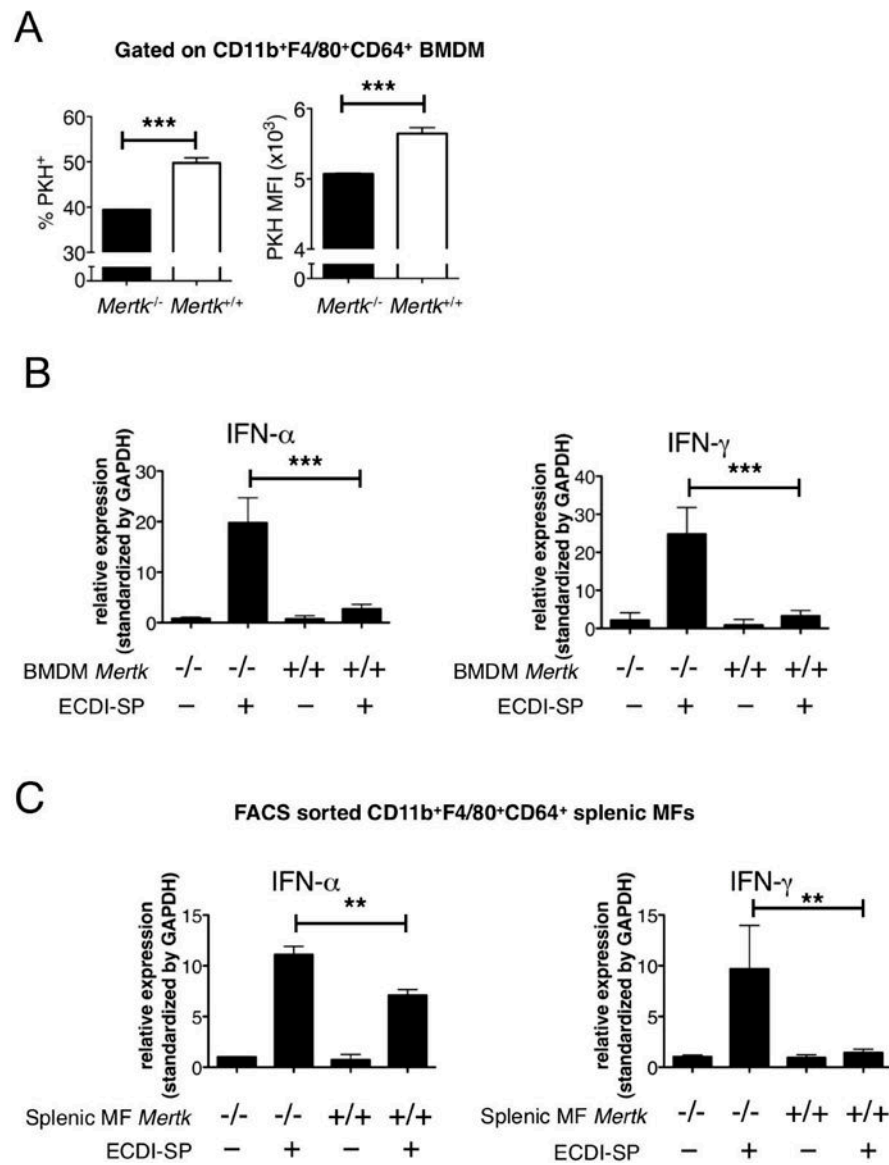 A
Gated on CD11b⁺F4/80⁺CD64⁺ BMDM
***
***
% PKH⁺
60
50
40
30
0
PKH MFI (x10³)
6
5
4
0
Mertk⁻/⁻ Mertk⁺/⁺
Mertk⁻/⁻ Mertk⁺/⁺
B
IFN-α
***
relative expression
(standardized by GAPDH)
30
20
10
0
BMDM Mertk -/- -/- +/+ +/+
ECDI-SP – + – +
IFN-γ
***
relative expression
(standardized by GAPDH)
40
30
20
10
0
BMDM Mertk -/- -/- +/+ +/+
ECDI-SP – + – +
C
FACS sorted CD11b⁺F4/80⁺CD64⁺ splenic MFs
IFN-α
**
relative expression
(standardized by GAPDH)
15
10
5
0
Splenic MF Mertk -/- -/- +/+ +/+
ECDI-SP – + – +
IFN-γ
**
relative expression
(standardized by GAPDH)
15
10
5
0
Splenic MF Mertk -/- -/- +/+ +/+
ECDI-SP – + – +